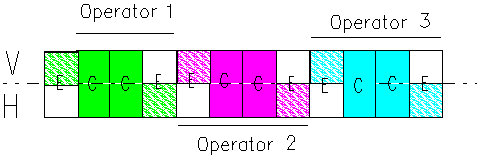 Operator 1
Operator 3
V
E C C E E C C E E C C E
H
Operator 2